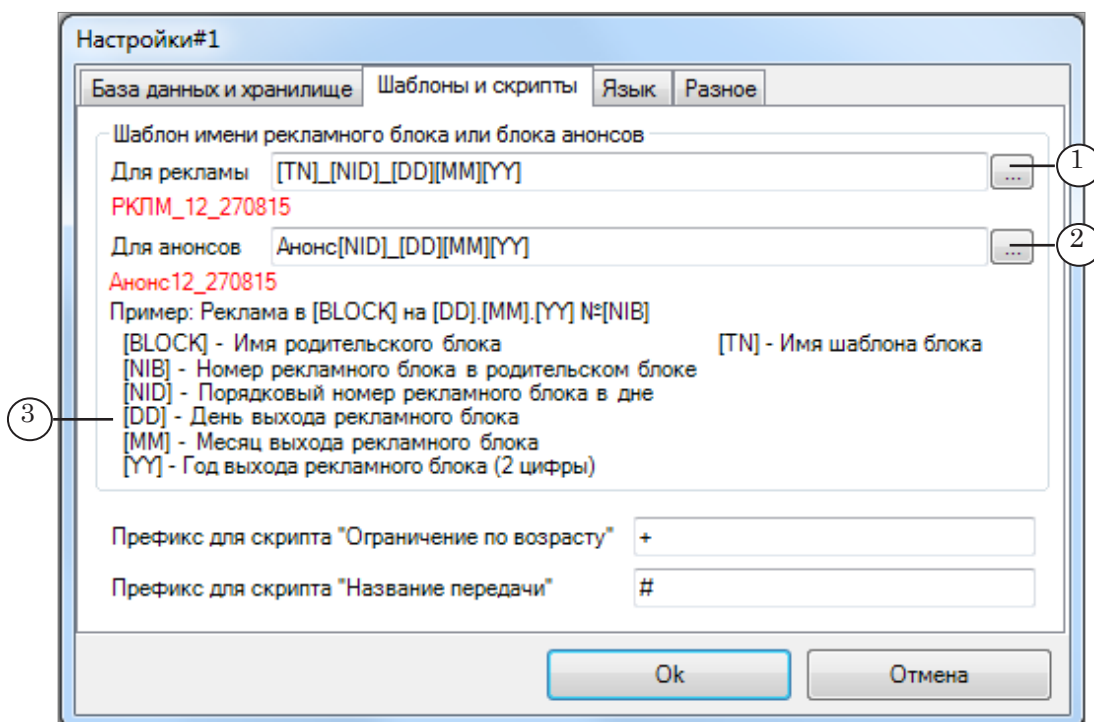 Настройки#1
База данных и хранилище Шаблоны и скрипты Язык Разное
Шаблон имени рекламного блока или блока анонсов
Для рекламы [TN]_[NID]_[DD][MM][YY] ... 1
РКЛМ_12_270815
Для анонсов Анонс[NID]_[DD][MM][YY] ... 2
Анонс12_270815
Пример: Реклама в [BLOCK] на [DD].[MM].[YY] №[NIB]
[BLOCK] - Имя родительского блока [TN] - Имя шаблона блока
[NIB] - Номер рекламного блока в родительском блоке
[NID] - Порядковый номер рекламного блока в дне
3 [DD] - День выхода рекламного блока
[MM] - Месяц выхода рекламного блока
[YY] - Год выхода рекламного блока (2 цифры)
Префикс для скрипта "Ограничение по возрасту" +
Префикс для скрипта "Название передачи" #
Ok Отмена